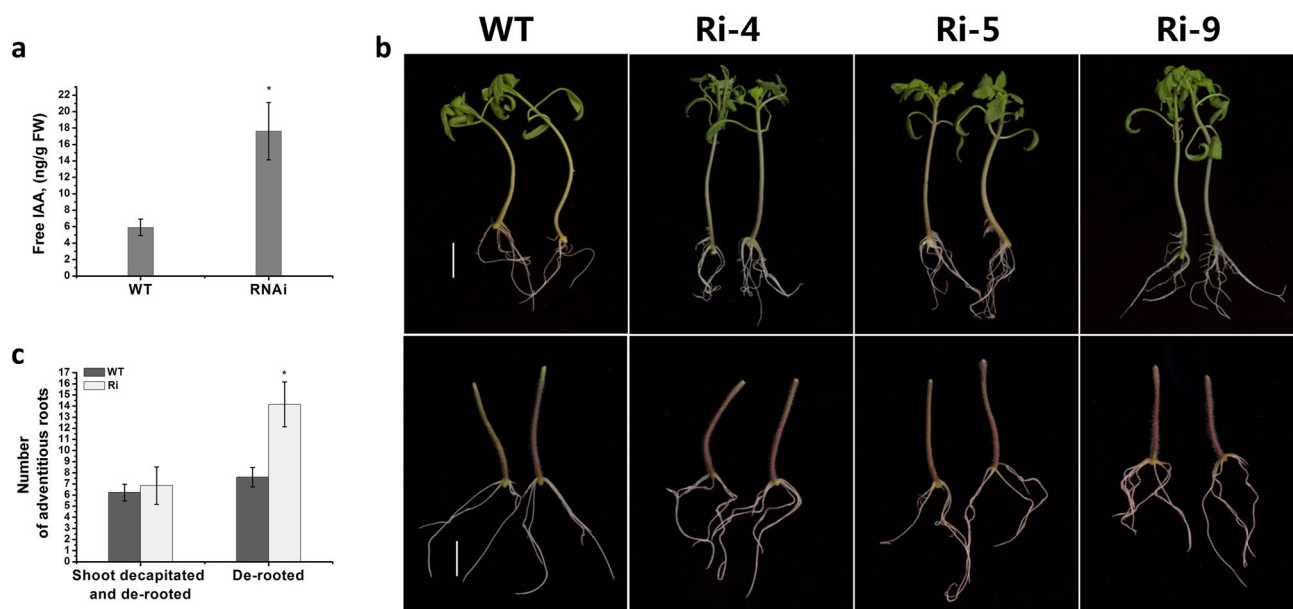 a
Free IAA, (ng/g FW)
22
20
18
16
14
12
10
8
6
4
2
0
*
WT
RNAi
b
WT
Ri-4
Ri-5
Ri-9
c
Number
of adventitious roots
17
16
15
14
13
12
11
10
9
8
7
6
5
4
3
2
1
0
WT
Ri
*
Shoot decapitated
and de-rooted
De-rooted